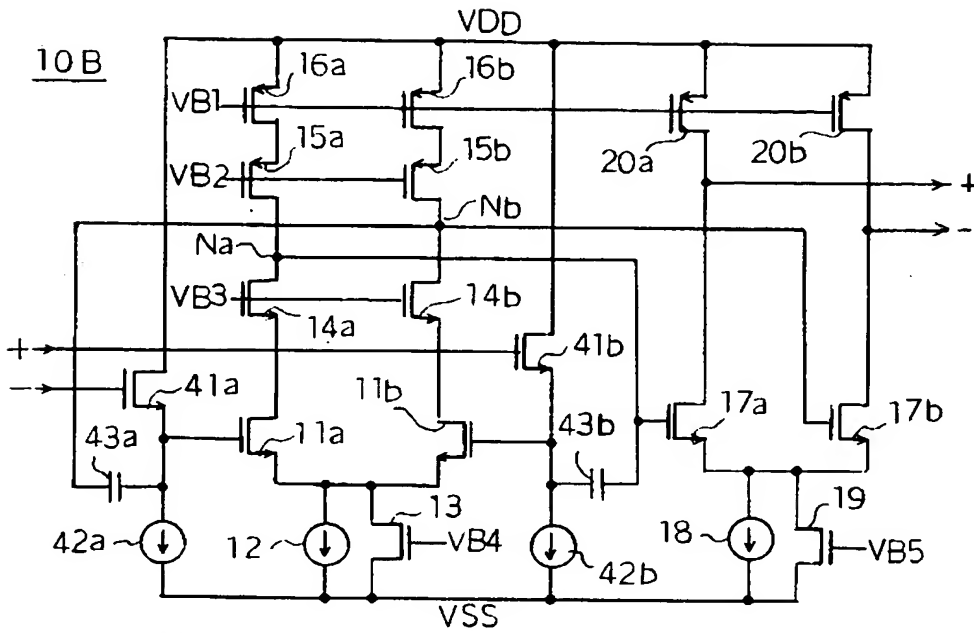 VDD
10B
16a
16b
VB1
20a
20b
15a
15b
VB2
Nb
+
Na
-
VB3
14a
14b
+
41b
-
41a
11b
43a
11a
43b
17a
17b
13
19
42a
12
VB4
42b
18
VB5
VSS